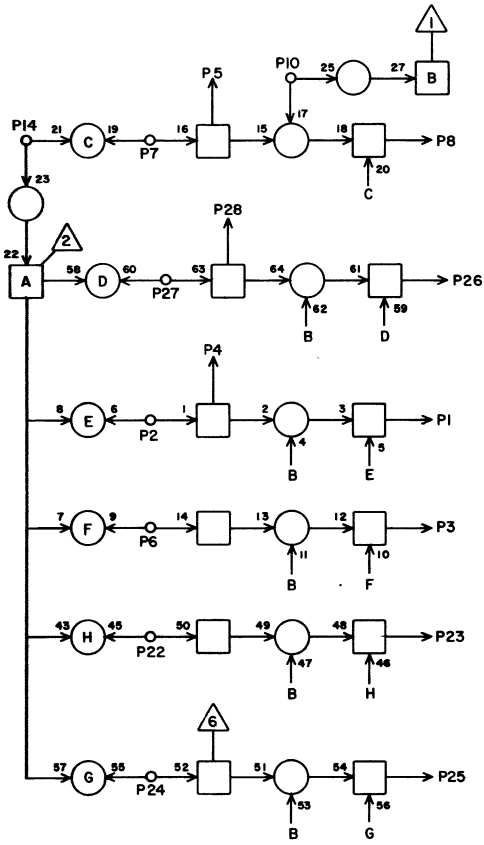 1
P10 25 27 B
P5
P14 21 C 19 P7 16 15 17 18 P8
20
C
23
P28
22 2
A 58 D 60 P27 63 64 61 P26
62 59
B D
P4
8 E 6 P2 1 2 3 P1
4 5
B E
7 F 9 P6 14 13 12 P3
11 10
B F
43 H 45 P22 50 49 48 P23
47 46
B H
6
57 G 55 P24 52 51 54 P25
53 56
B G